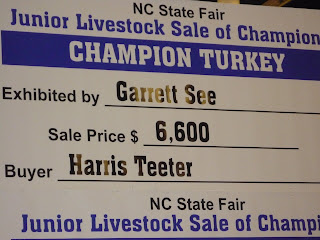 NC State Fair
Junior Livestock Sale of Champion
CHAMPION TURKEY
Exhibited by Garrett See
Sale Price $ 6,600
Buyer Harris Teeter
NC State Fair
Junior Livestock Sale of Champi